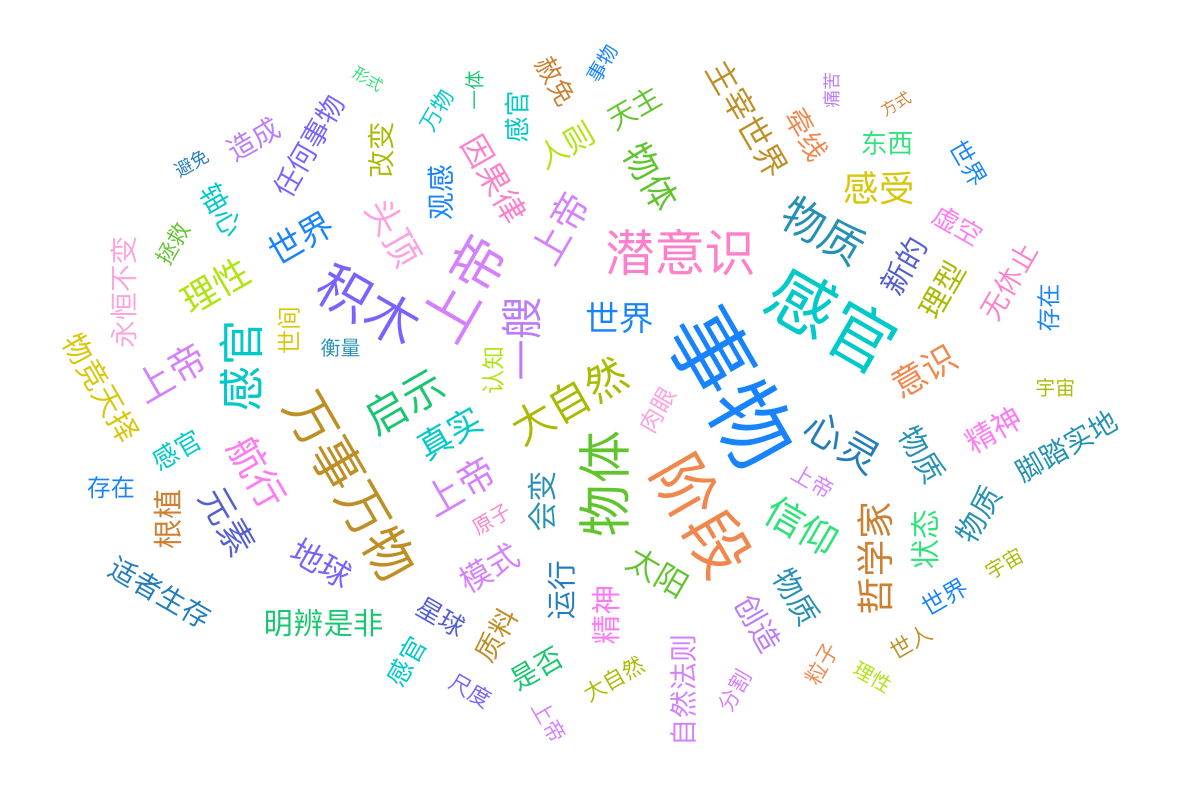 形式
万物
一体
赦免
事物
主宰世界
痛苦
方式
造成
任何事物
改变
感官
人则
天主
牵线
东西
世界
避免
轴心
观感
因果律
物体
感受
拯救
世界
头顶
上帝
潜意识
物质
虚空
永恒不变
理性
积木
上帝
新的
理型
无休止
存在
感官
世间
衡量
一艘
世界
事物
感官
物竞天择
上帝
启示
认知
大自然
肉眼
意识
宇宙
感官
航行
万事万物
真实
物体
心灵
精神
脚踏实地
存在
根植
元素
上帝
原子
会变
阶段
上帝
物质
物质
适者生存
地球
模式
运行
太阳
信仰
哲学家
状态
宇宙
明辨是非
星球
质料
精神
创造
物质
世界
世人
感官
尺度
是否
大自然
自然法则
分割
粒子
理性
上帝